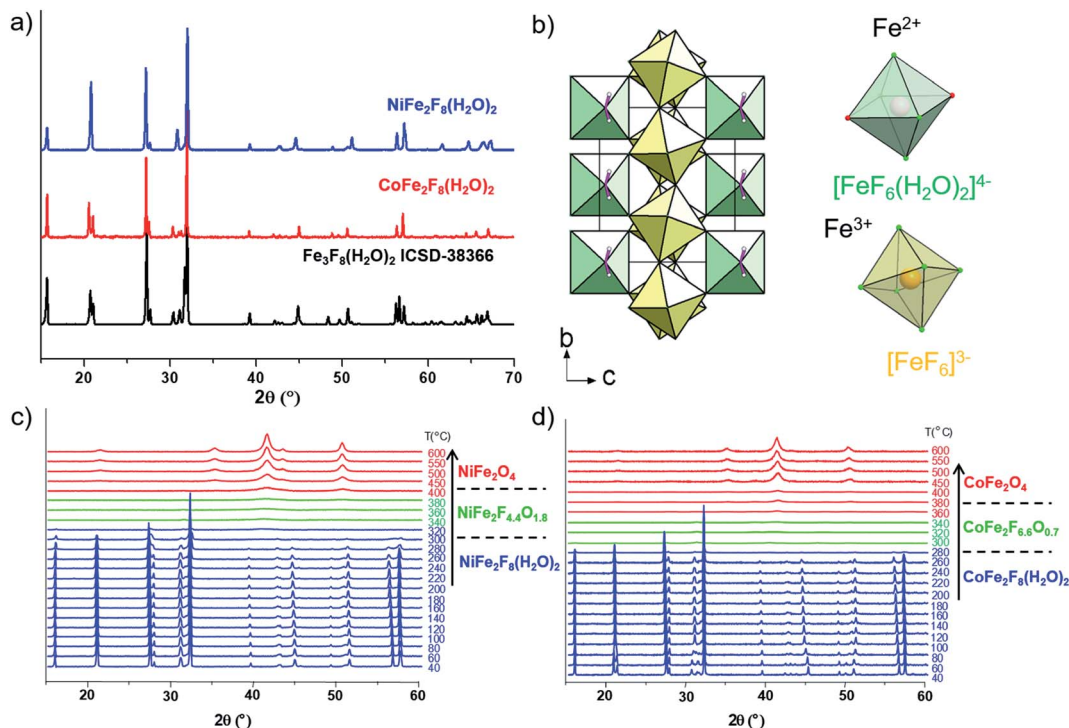 a)
NiFe2F8(H2O)2
CoFe2F8(H2O)2
Fe3F8(H2O)2 ICSD-38366
20 30 40 50 60 70
2θ (°)
b)
Fe2+
[FeF6(H2O)2]4-
Fe3+
[FeF6]3-
b
c
c)
T(°C)
600
550
500
450
400
380
360
340
320
300
280
260
240
220
200
180
160
140
120
100
80
60
40
NiFe2O4
NiFe2F4.4O1.8
NiFe2F8(H2O)2
20 30 40 50 60
2θ (°)
d)
T(°C)
600
550
500
450
400
380
360
340
320
300
280
260
240
220
200
180
160
140
120
100
80
60
40
CoFe2O4
CoFe2F6.6O0.7
CoFe2F8(H2O)2
20 30 40 50 60
2θ (°)